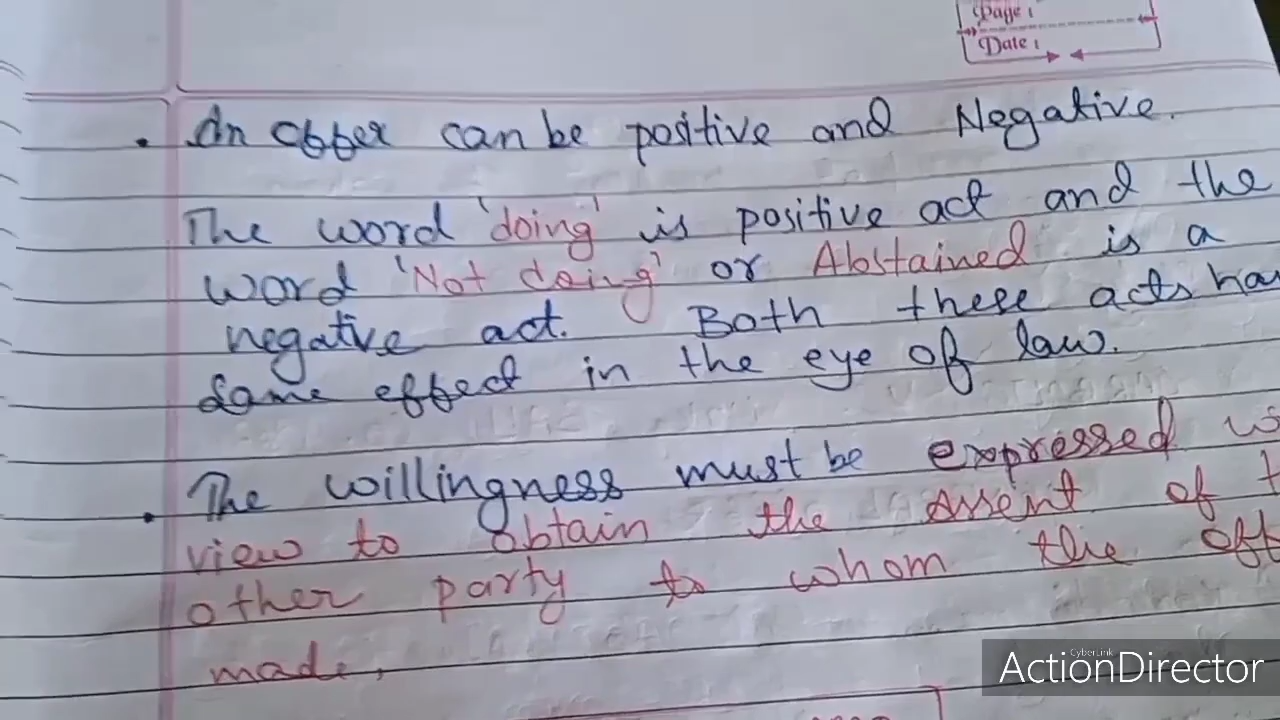 Page :
Date :
• An Offer can be positive and Negative.
The word 'doing' is positive act and the
word 'Not doing' or Abstained is a
negative act. Both these acts ha
Same effect in the eye of law.
• The willingness must be expressed w
view to obtain the Assent of t
other party to whom the off
made,
CyberLink
ActionDirector